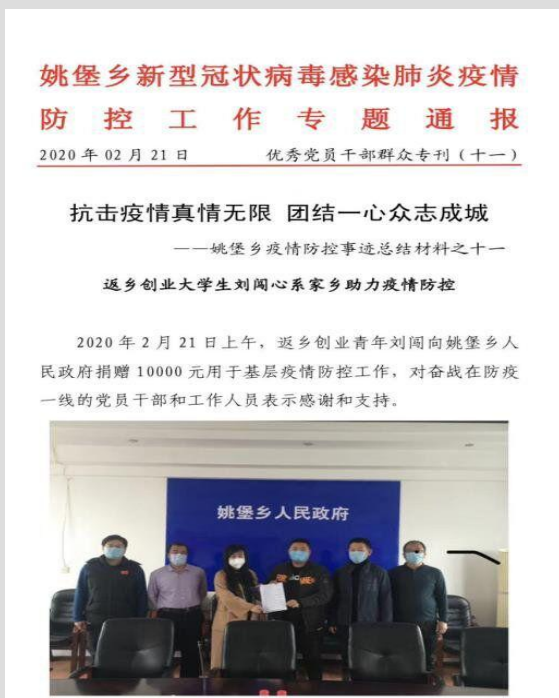 姚堡乡新型冠状病毒感染肺炎疫情
防控工作专题通报
2020年02月21日 优秀党员干部群众专刊（十一）
抗击疫情真情无限 团结一心众志成城
——姚堡乡疫情防控事迹总结材料之十一
返乡创业大学生刘闯心系家乡助力疫情防控
2020年2月21日上午，返乡创业青年刘闯向姚堡乡人
民政府捐赠10000元用于基层疫情防控工作，对奋战在防疫
一线的党员干部和工作人员表示感谢和支持。
姚堡乡人民政府